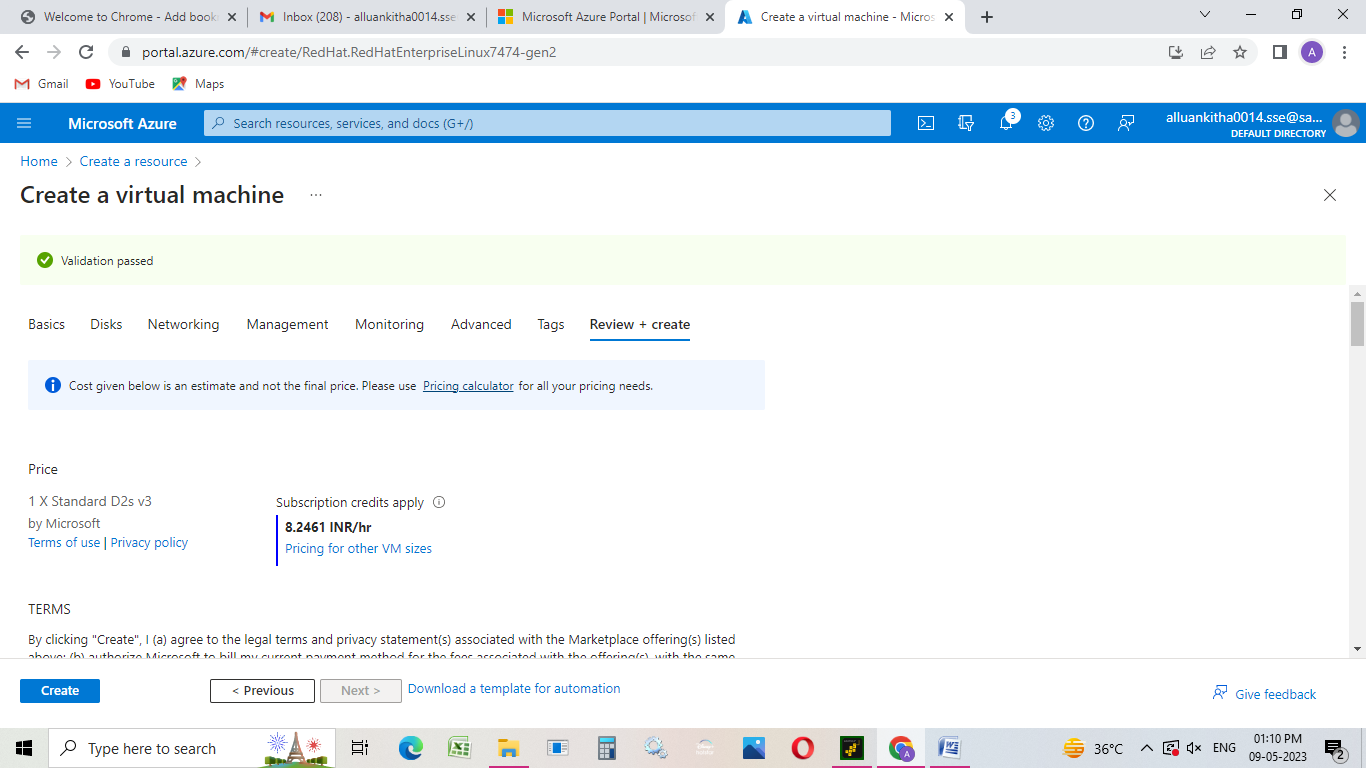 Welcome to Chrome - Add book
Inbox (208) - alluankitha0014.sse
Microsoft Azure Portal | Microsof
Create a virtual machine - Micros
portal.azure.com/#create/RedHat.RedHatEnterpriseLinux7474-gen2
A
Gmail
YouTube
Maps
Microsoft Azure
Search resources, services, and docs (G+/)
3
alluankitha0014.sse@sa...
DEFAULT DIRECTORY
Home > Create a resource >
Create a virtual machine ...
Validation passed
Basics Disks Networking Management Monitoring Advanced Tags Review + create
Cost given below is an estimate and not the final price. Please use Pricing calculator for all your pricing needs.
Price
1 X Standard D2s v3
by Microsoft
Terms of use | Privacy policy
Subscription credits apply
8.2461 INR/hr
Pricing for other VM sizes
TERMS
By clicking "Create", I (a) agree to the legal terms and privacy statement(s) associated with the Marketplace offering(s) listed
above; (b) authorize Microsoft to bill my current payment method for the fees associated with the offering(s), with the same
Create
< Previous
Next >
Download a template for automation
Give feedback
Type here to search
A
36°C
ENG
01:10 PM
09-05-2023
2